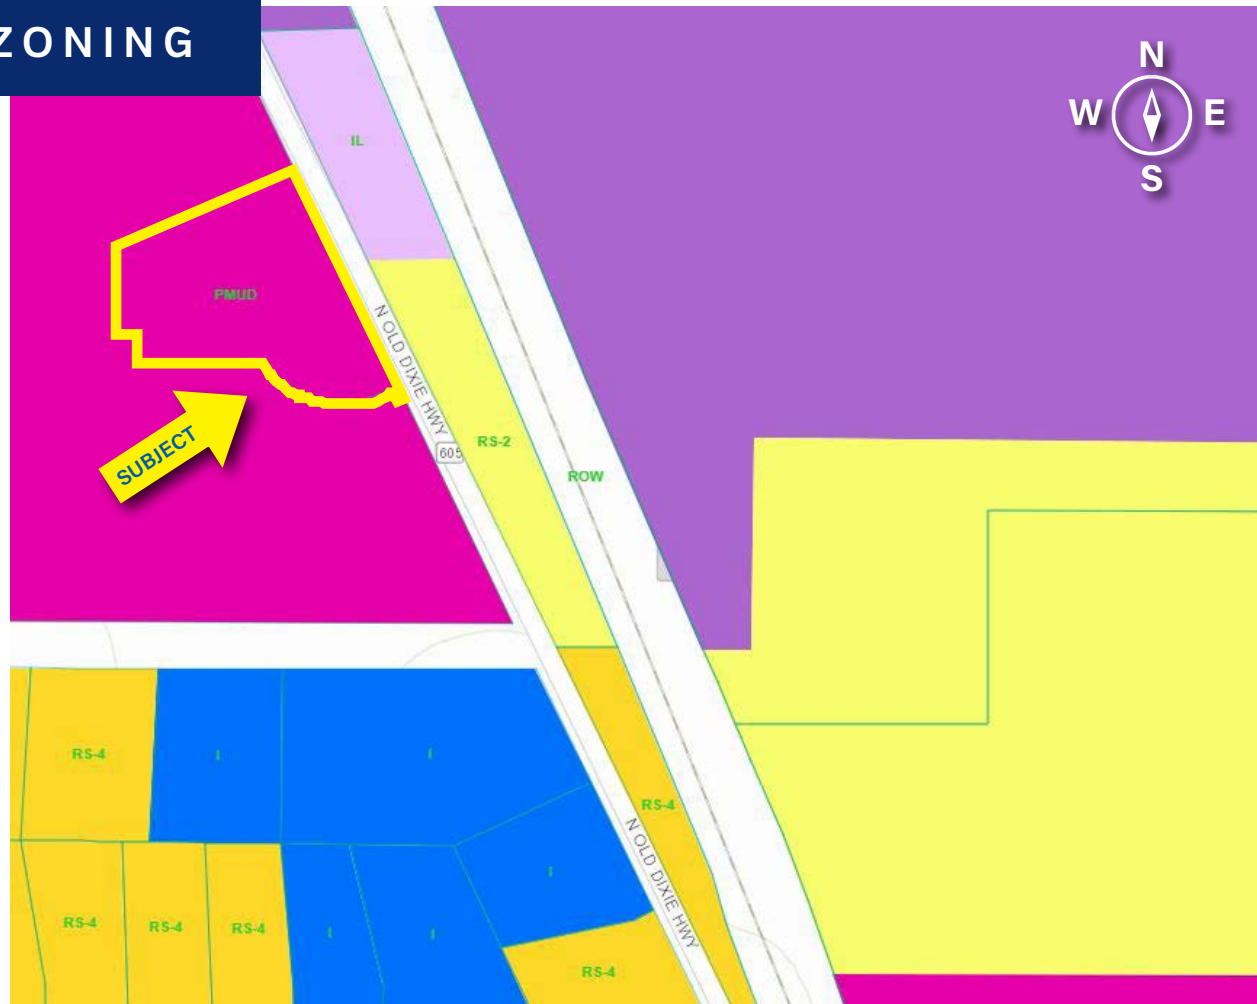 ZONING
N
W E
S
IL
PMUD
N OLD DIXIE HWY
605
RS-2
ROW
SUBJECT
RS-4
I
I
RS-4
N OLD DIXIE HWY
I
RS-4
RS-4
RS-4
I
I
RS-4